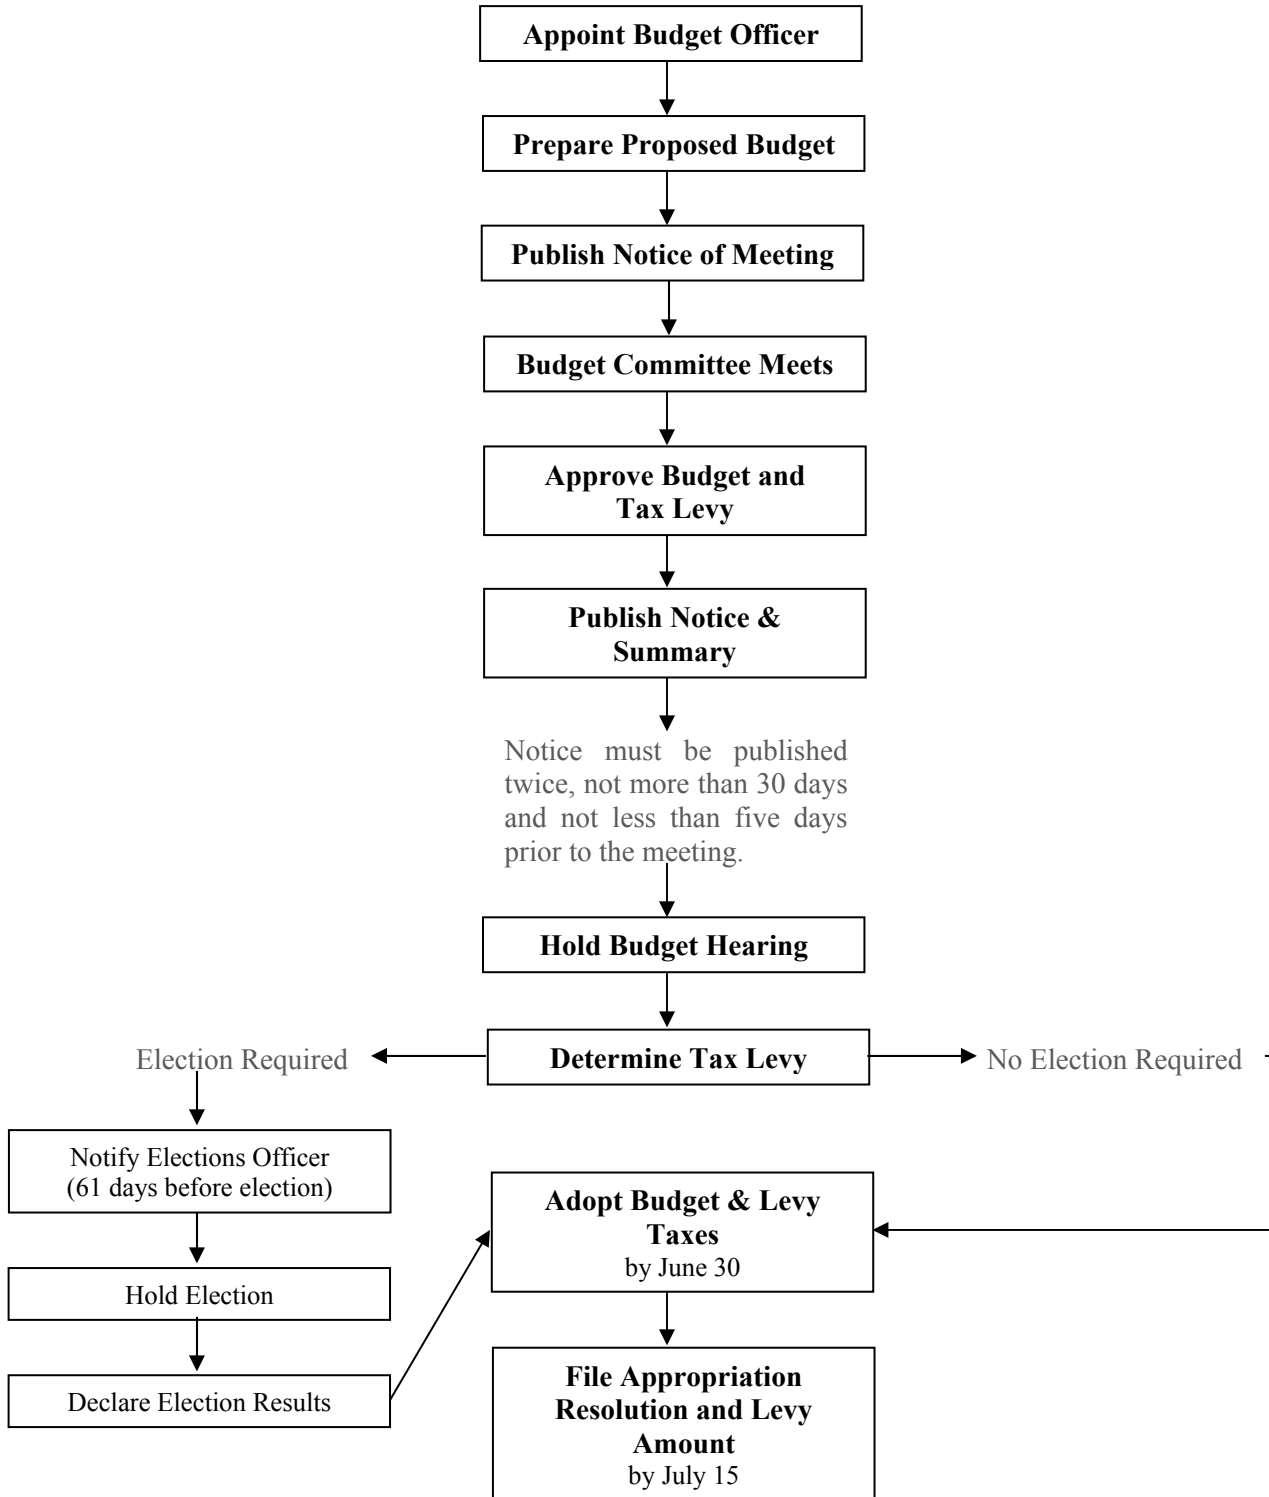 Appoint Budget Officer
Prepare Proposed Budget
Publish Notice of Meeting
Budget Committee Meets
Approve Budget and
Tax Levy
Publish Notice &
Summary
Notice must be published
twice, not more than 30 days
and not less than five days
prior to the meeting.
Hold Budget Hearing
Election Required
Determine Tax Levy
No Election Required
Notify Elections Officer
(61 days before election)
Hold Election
Declare Election Results
Adopt Budget & Levy
Taxes
by June 30
File Appropriation
Resolution and Levy
Amount
by July 15